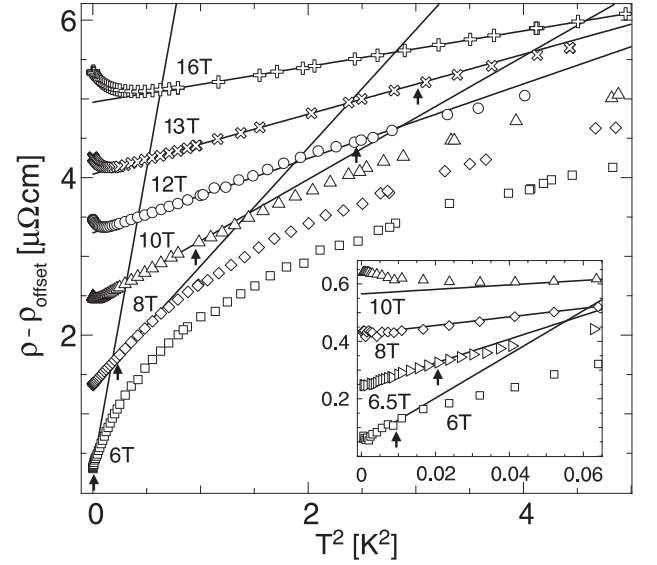 6
16T
13T
4
12T
10T
8T
2
6T
0
0
2
4
ρ - ρoffset [μΩcm]
T² [K²]
0.6
10T
0.4
8T
6.5T
0.2
6T
0
0.02
0.04
0.06